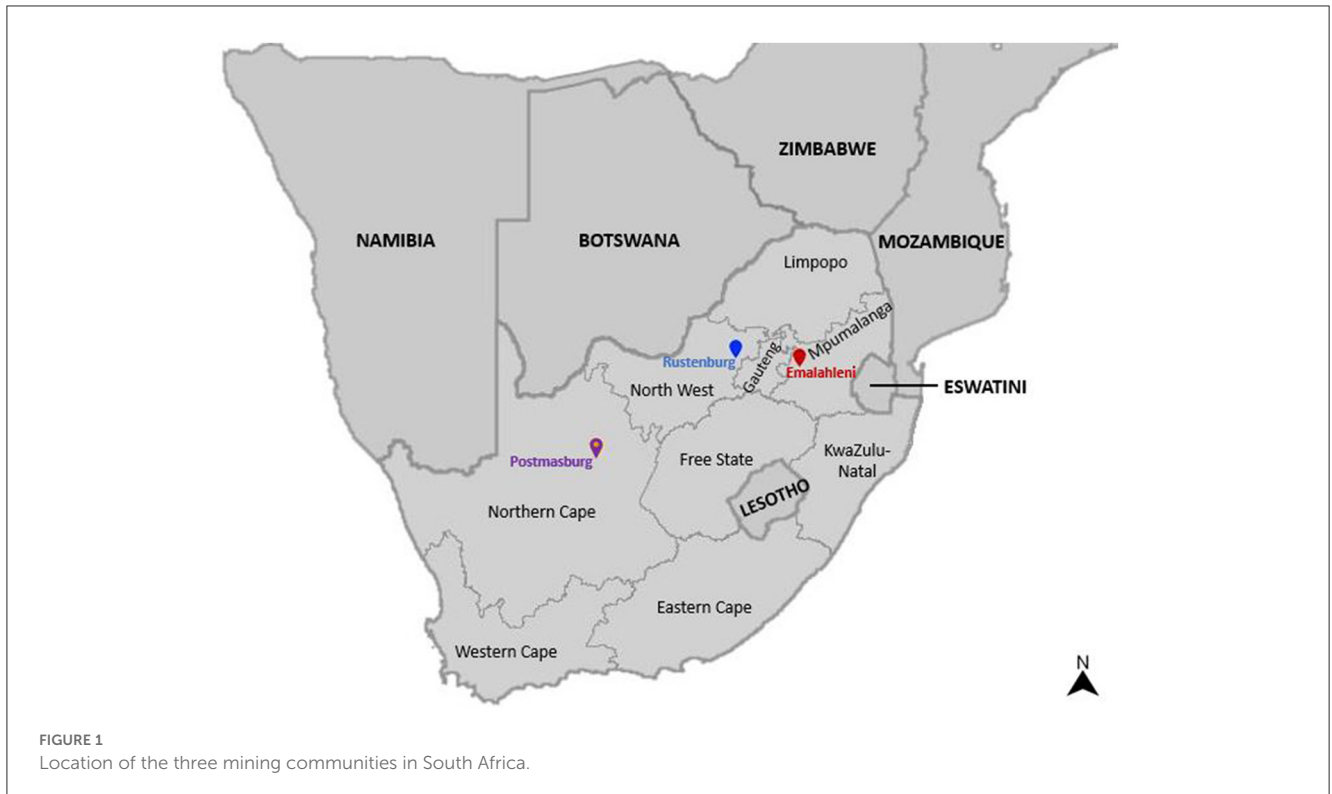 ZIMBABWE
NAMIBIA
BOTSWANA
MOZAMBIQUE
Limpopo
Mpumalanga
Rustenburg
Gauteng
Emalahleni
ESWATINI
North West
Postmasburg
Free State
KwaZulu-
Natal
LESOTHO
Northern Cape
Eastern Cape
Western Cape
N
FIGURE 1
Location of the three mining communities in South Africa.